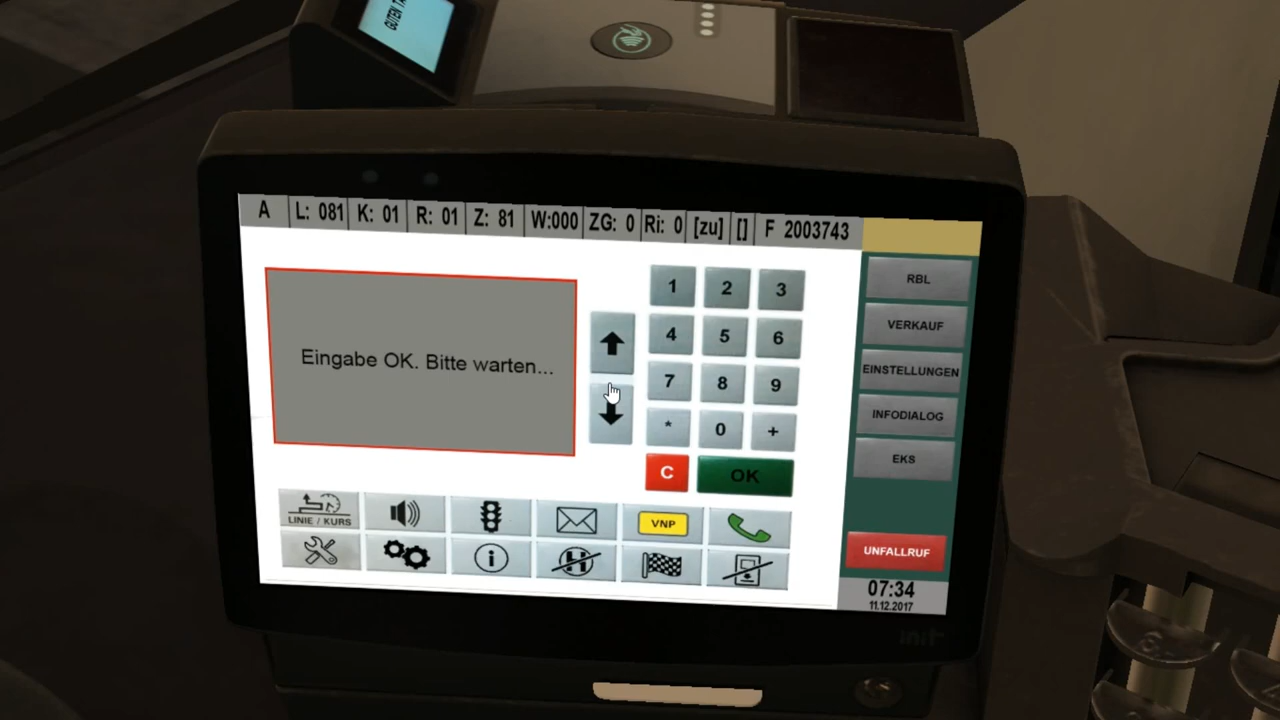 GUTEN T
A L: 081 K: 01 R: 01 Z: 81 W:000 ZG: 0 Ri: 0 [zu] [] F 2003743
Eingabe OK. Bitte warten...
1 2 3
4 5 6
7 8 9
* 0 +
C OK
RBL
VERKAUF
EINSTELLUNGEN
INFODIALOG
EKS
UNFALLRUF
LINIE / KURS
VNP
i
H
07:34
11.12.2017
init